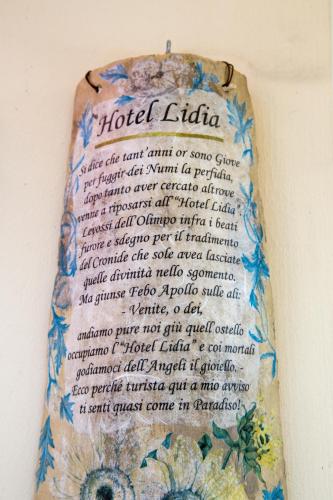 Hotel Lidia
Si dice che tant'anni or sono Giove
per fuggir dei Numi la perfidia,
dopo tanto aver cercato altrove
venne a riposarsi all'"Hotel Lidia"
Levossi dell'Olimpo infra i beati
furore e sdegno per il tradimento
del Cronide che sole avea lasciate
quelle divinità nello sgomento.
Ma giunse Febo Apollo sulle ali:
- Venite, o dei,
andiamo pure noi giù quell'ostello
occupiamo l'"Hotel Lidia" e coi mortali
godiamoci dell'Angeli il gioiello. -
Ecco perché turista qui a mio avviso
ti senti quasi come in Paradiso!